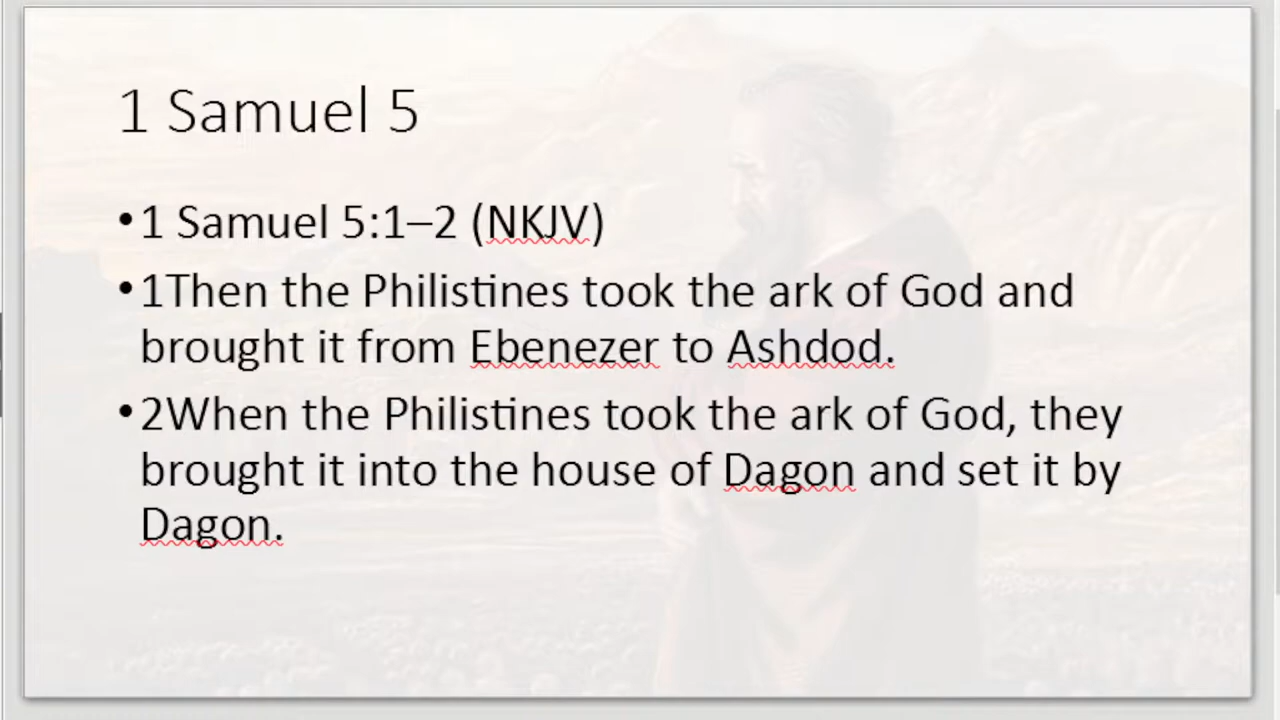 1 Samuel 5
•1 Samuel 5:1–2 (NKJV)
•1Then the Philistines took the ark of God and
brought it from Ebenezer to Ashdod.
•2When the Philistines took the ark of God, they
brought it into the house of Dagon and set it by
Dagon.